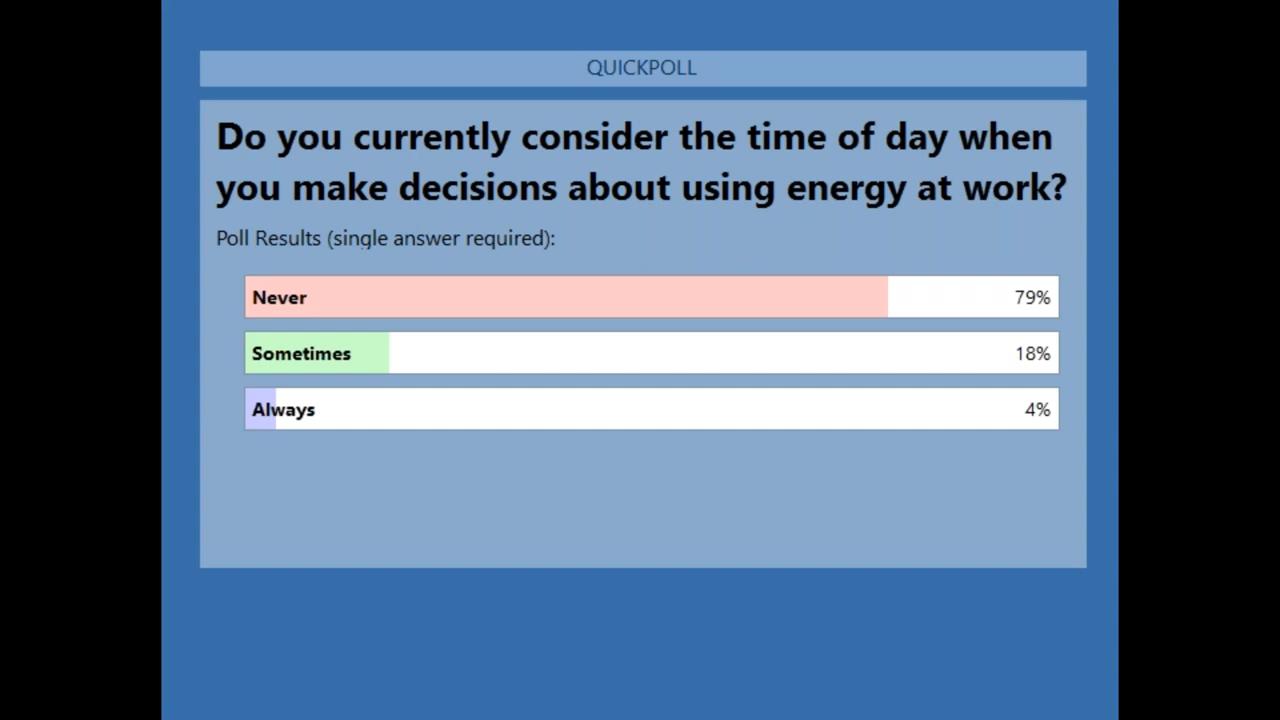 QUICKPOLL
Do you currently consider the time of day when
you make decisions about using energy at work?
Poll Results (single answer required):
Never 79%
Sometimes 18%
Always 4%